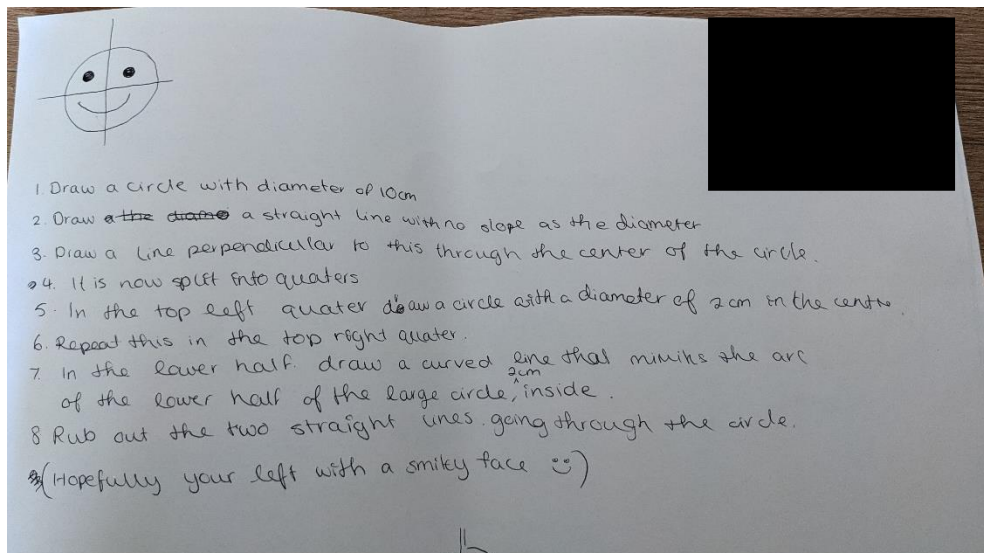 1. Draw a circle with diameter of 10cm
2. Draw a the diame a straight line with no slope as the diameter
3. Draw a line perpendicullar to this through the center of the circle.
4. It is now split into quaters
5. In the top left quater draw a circle with a diameter of 2cm in the centre.
6. Repeat this in the top right quater.
7. In the lower half draw a curved line that mimiks the arc
of the lower half of the large circle, 2cm inside.
8 Rub out the two straight lines going through the circle.
(Hopefully your left with a smiley face ☺)